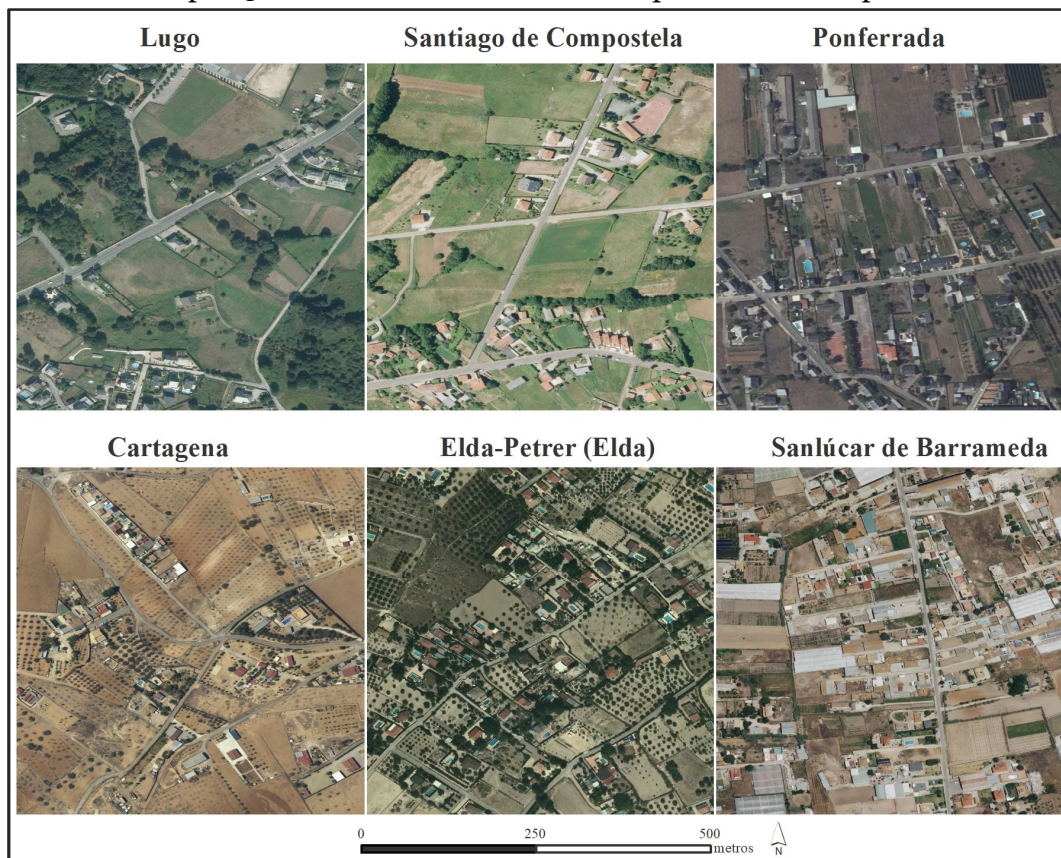 Lugo
Santiago de Compostela
Ponferrada
Cartagena
Elda-Petrer (Elda)
Sanlúcar de Barrameda
0 250 500
metros
N